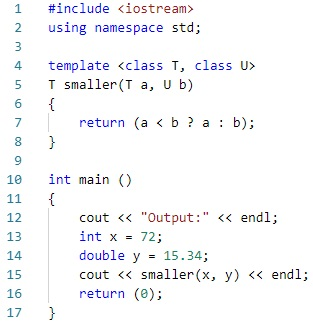 1 #include <iostream>
2 using namespace std;
3
4 template <class T, class U>
5 T smaller(T a, U b)
6 {
7     return (a < b ? a : b);
8 }
9
10 int main ()
11 {
12     cout << "Output:" << endl;
13     int x = 72;
14     double y = 15.34;
15     cout << smaller(x, y) << endl;
16     return (0);
17 }